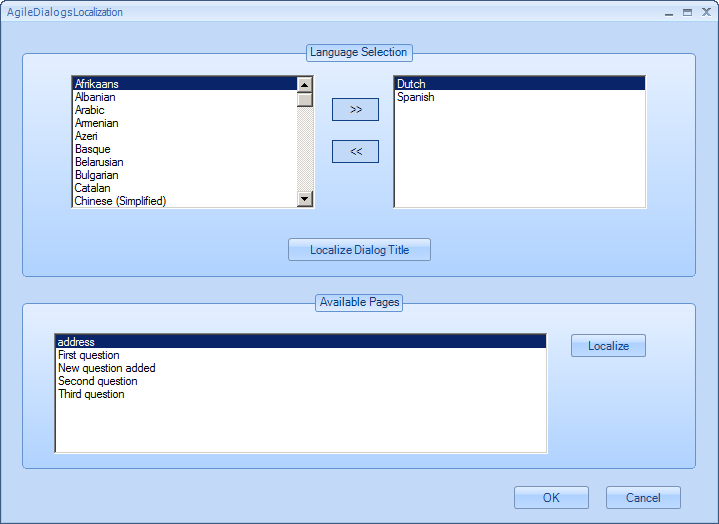 AgileDialogsLocalization
Language Selection
Afrikaans
Albanian
Arabic
Armenian
Azeri
Basque
Belarusian
Bulgarian
Catalan
Chinese (Simplified)
>>
<<
Dutch
Spanish
Localize Dialog Title
Available Pages
address
First question
New question added
Second question
Third question
Localize
OK
Cancel